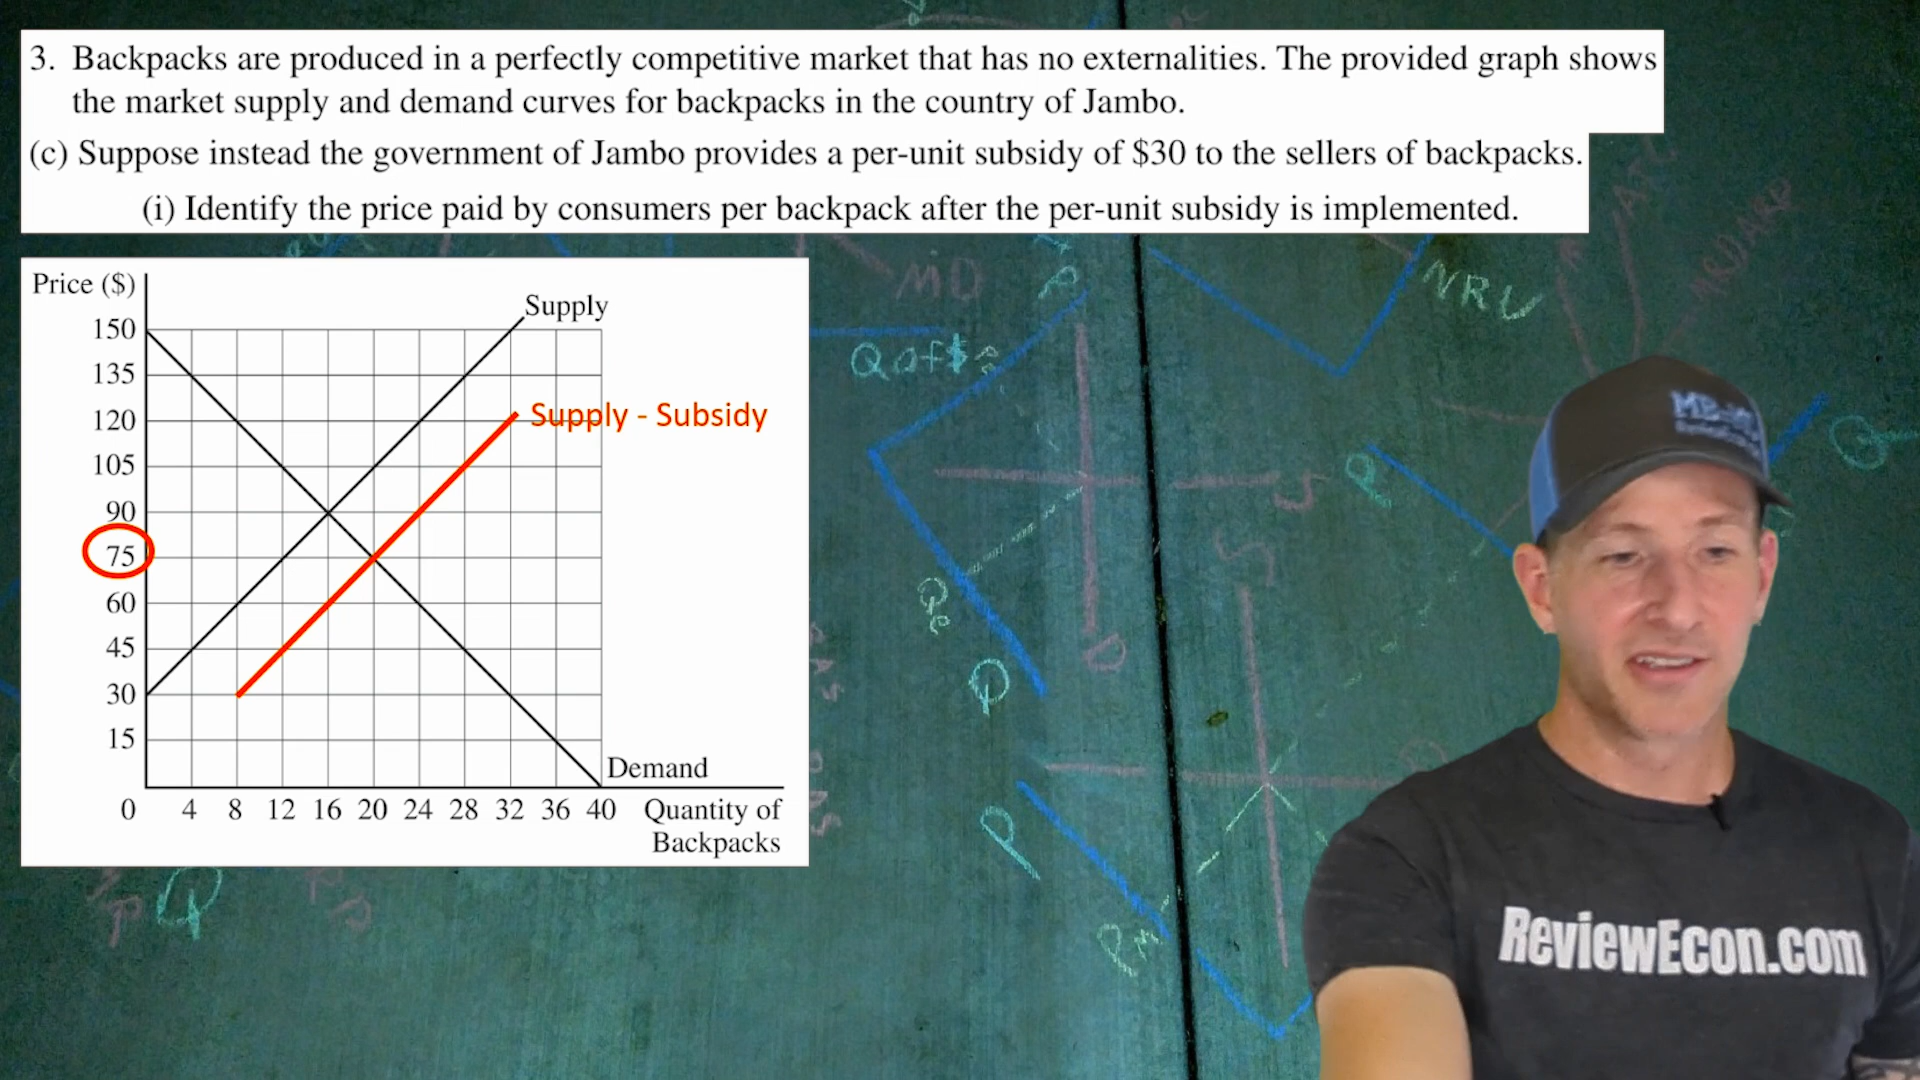 3. Backpacks are produced in a perfectly competitive market that has no externalities. The provided graph shows
the market supply and demand curves for backpacks in the country of Jambo.
(c) Suppose instead the government of Jambo provides a per-unit subsidy of $30 to the sellers of backpacks.
(i) Identify the price paid by consumers per backpack after the per-unit subsidy is implemented.
Price ($)
Supply
150
135
120
Supply - Subsidy
105
90
75
60
45
30
15
Demand
0 4 8 12 16 20 24 28 32 36 40 Quantity of
Backpacks
MD
NRU
P
Q
P
Q
S
D
P
ReviewEcon.com